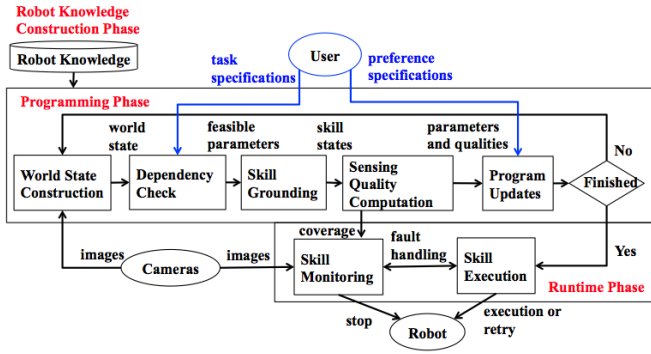 Robot Knowledge
Construction Phase
Robot Knowledge
User
task
specifications
preference
specifications
Programming Phase
world
state
feasible
parameters
skill
states
parameters
and qualities
No
World State
Construction
Dependency
Check
Skill
Grounding
Sensing
Quality
Computation
Program
Updates
Finished
images
Cameras
images
coverage
Skill
Monitoring
fault
handling
Skill
Execution
Yes
Runtime Phase
stop
Robot
execution or
retry